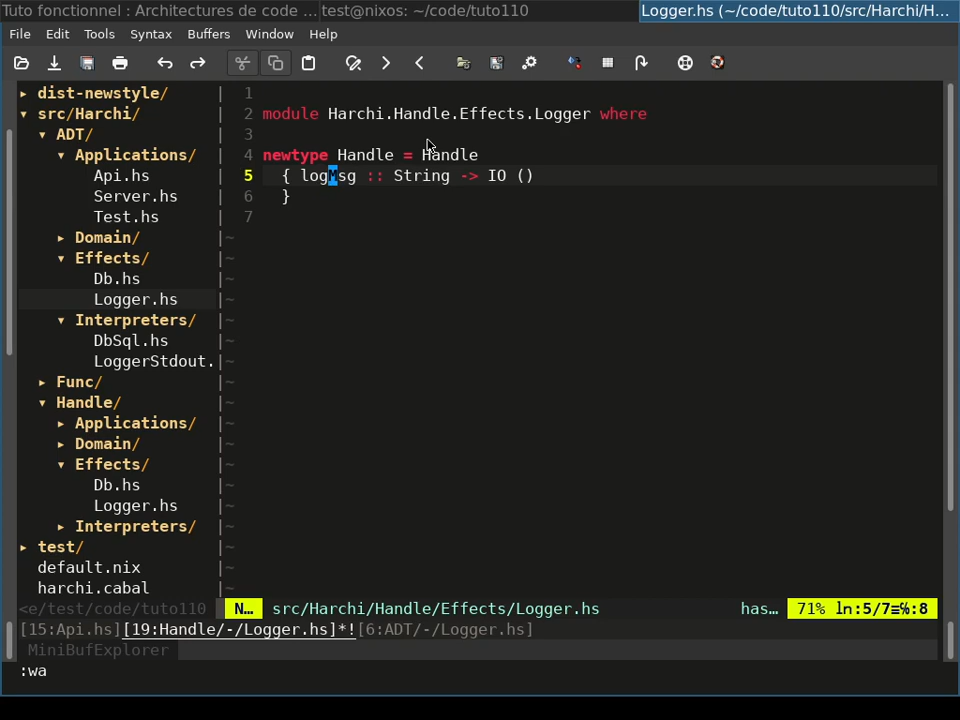 Tuto fonctionnel : Architectures de code ...
test@nixos: ~/code/tuto110
Logger.hs (~/code/tuto110/src/Harchi/H...
File Edit Tools Syntax Buffers Window Help
▸ dist-newstyle/
▾ src/Harchi/
▾ ADT/
▾ Applications/
Api.hs
Server.hs
Test.hs
▸ Domain/
▾ Effects/
Db.hs
Logger.hs
▾ Interpreters/
DbSql.hs
LoggerStdout.
▸ Func/
▾ Handle/
▸ Applications/
▸ Domain/
▾ Effects/
Db.hs
Logger.hs
▸ Interpreters/
▸ test/
default.nix
harchi.cabal
<e/test/code/tuto110
1
2 module Harchi.Handle.Effects.Logger where
3
4 newtype Handle = Handle
5 { logMsg :: String -> IO ()
6 }
7
N… src/Harchi/Handle/Effects/Logger.hs has… 71% ln:5/7≡℅:8
[15:Api.hs][19:Handle/-/Logger.hs]*![6:ADT/-/Logger.hs]
MiniBufExplorer
:wa